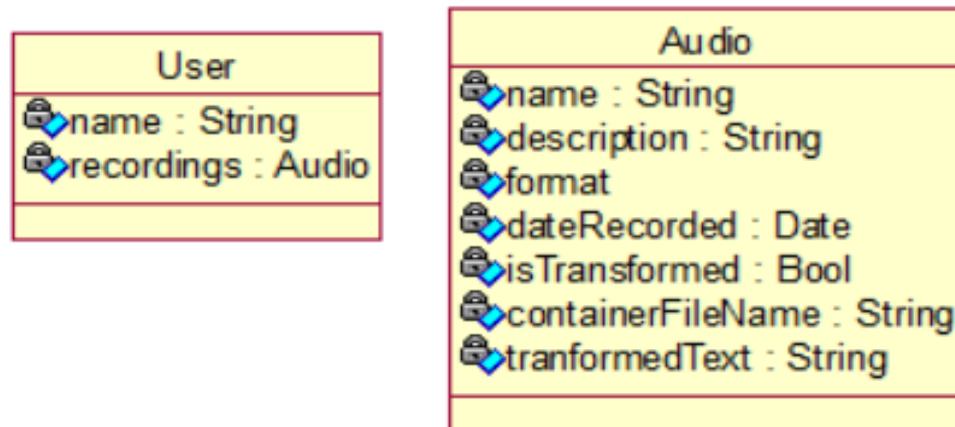 User
name : String
recordings : Audio
Audio
name : String
description : String
format
dateRecorded : Date
isTransformed : Bool
containerFileName : String
tranformedText : String